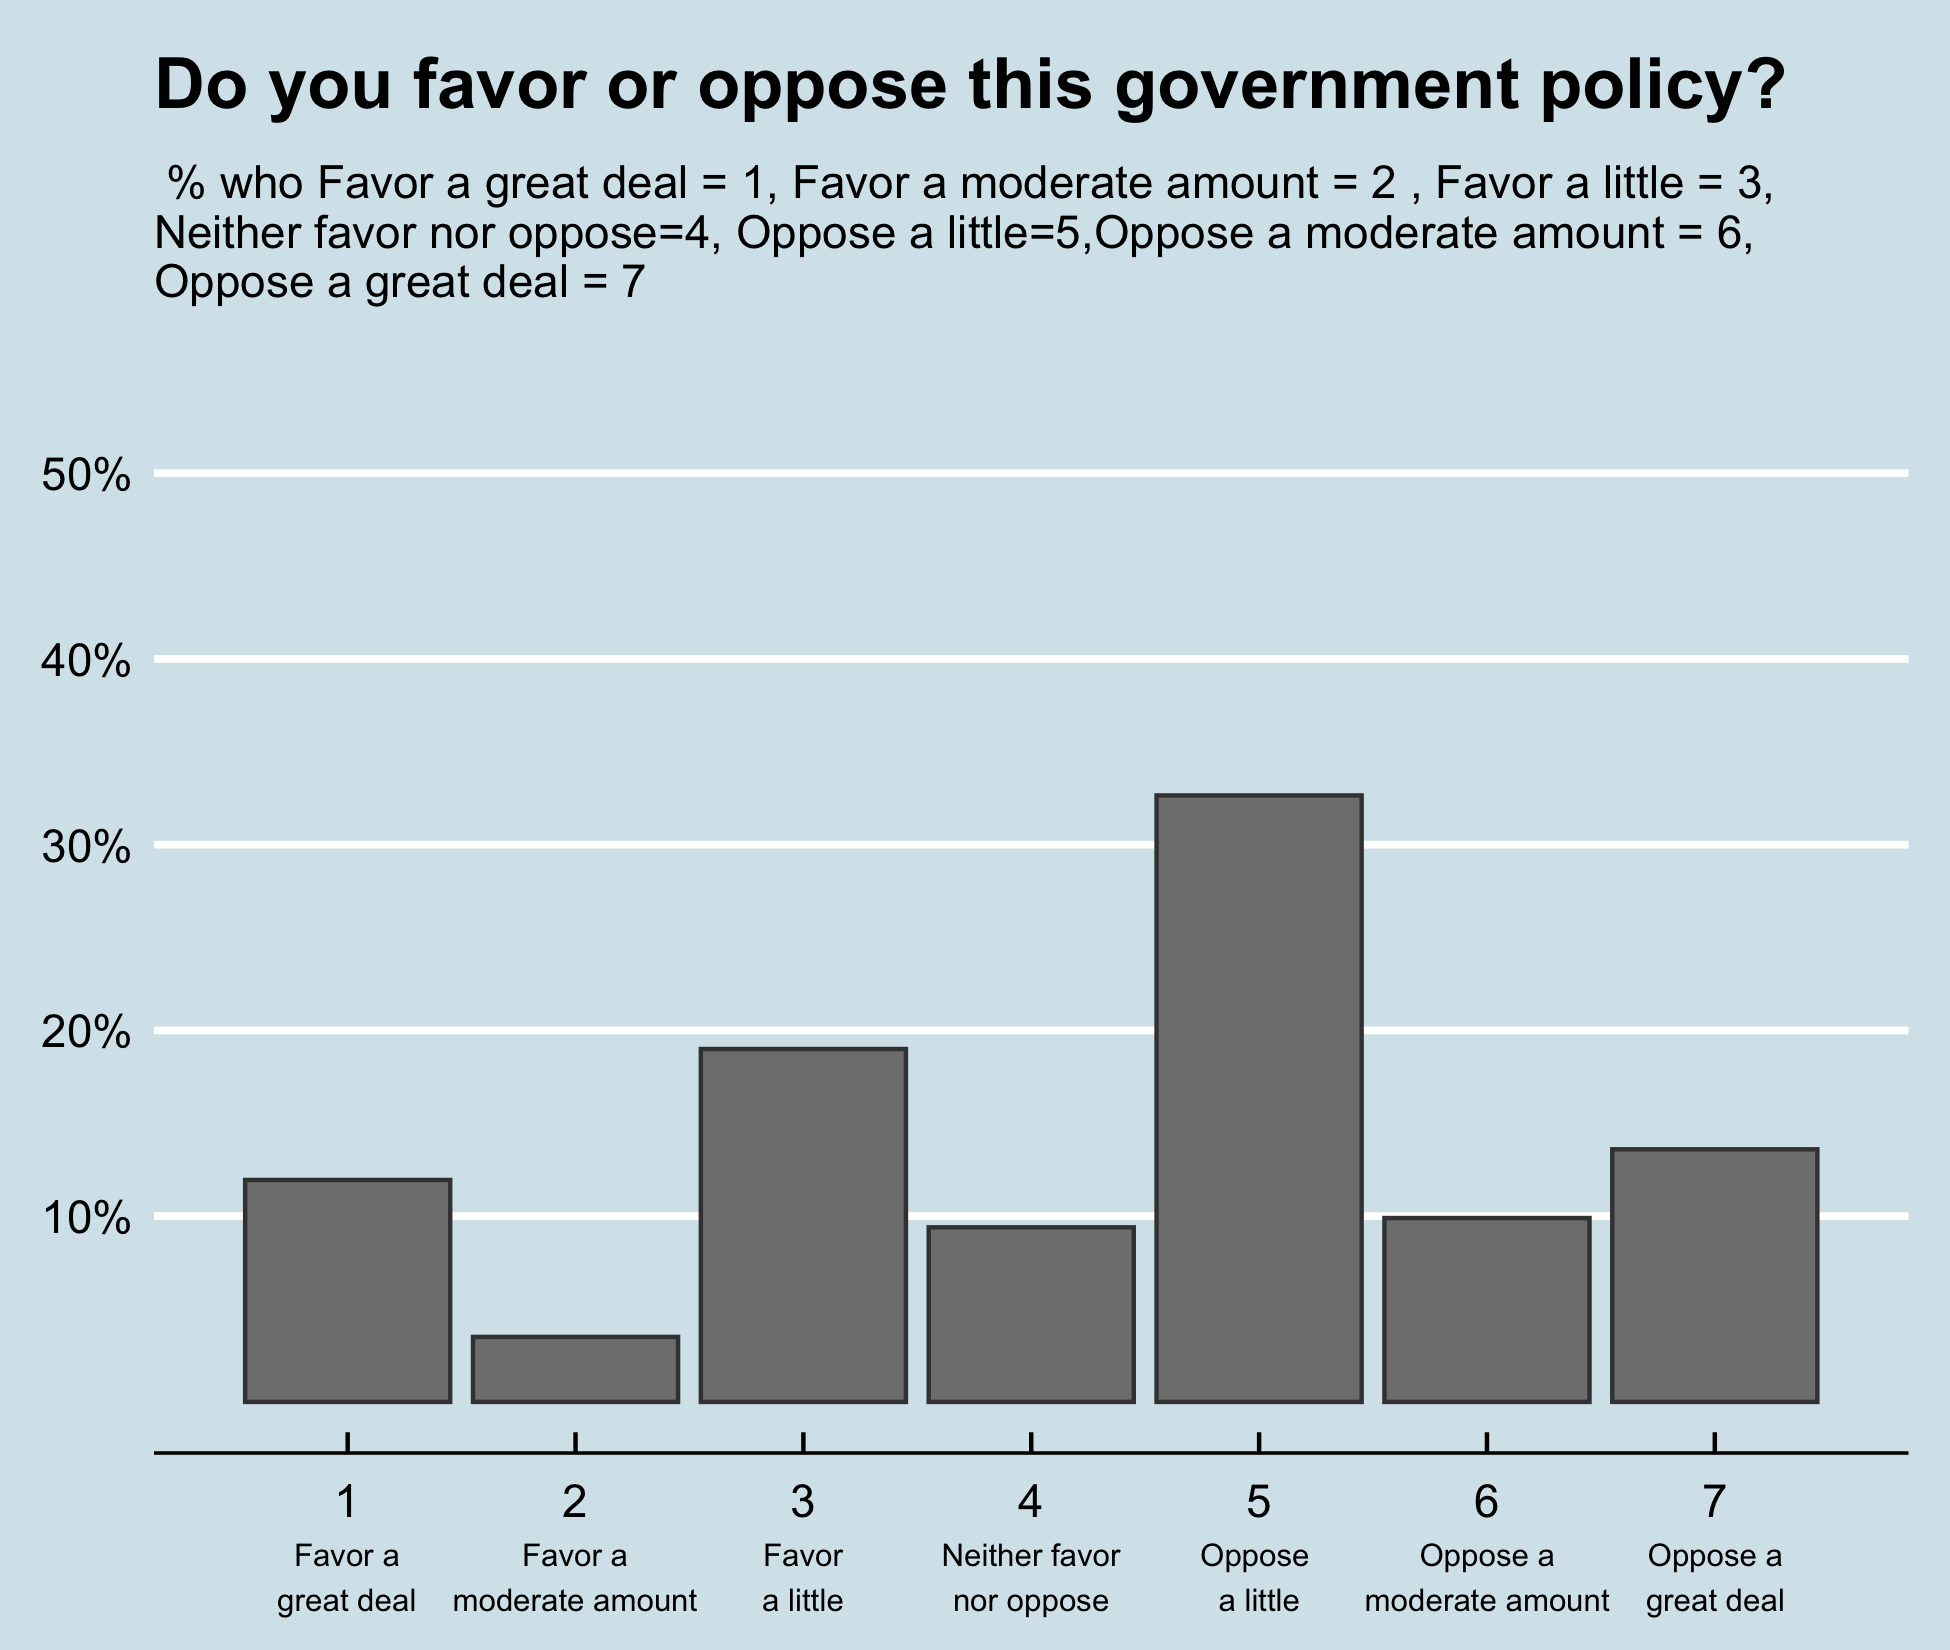 Do you favor or oppose this government policy?
% who Favor a great deal = 1, Favor a moderate amount = 2 , Favor a little = 3,
Neither favor nor oppose=4, Oppose a little=5,Oppose a moderate amount = 6,
Oppose a great deal = 7
50%
40%
30%
20%
10%
1 2 3 4 5 6 7
Favor a Favor a Favor Neither favor Oppose Oppose a Oppose a
great deal moderate amount a little nor oppose a little moderate amount great deal